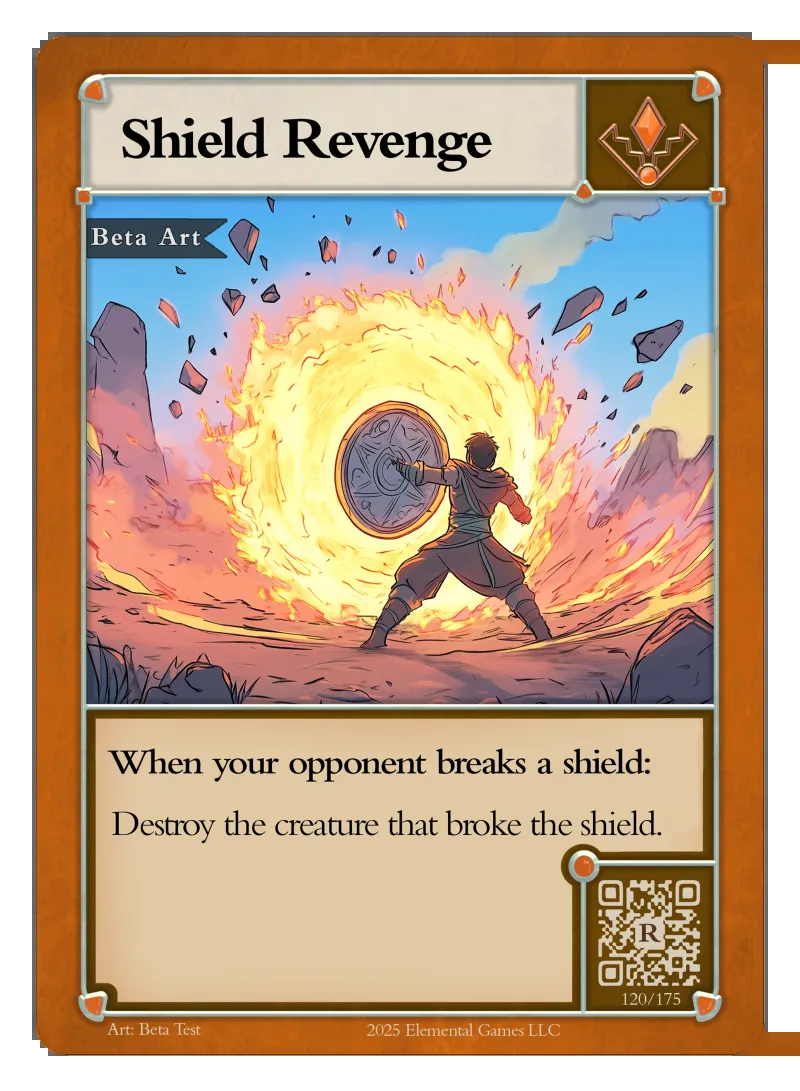 Shield Revenge
Beta Art
When your opponent breaks a shield:
Destroy the creature that broke the shield.
R
120/175
Art: Beta Test
2025 Elemental Games LLC